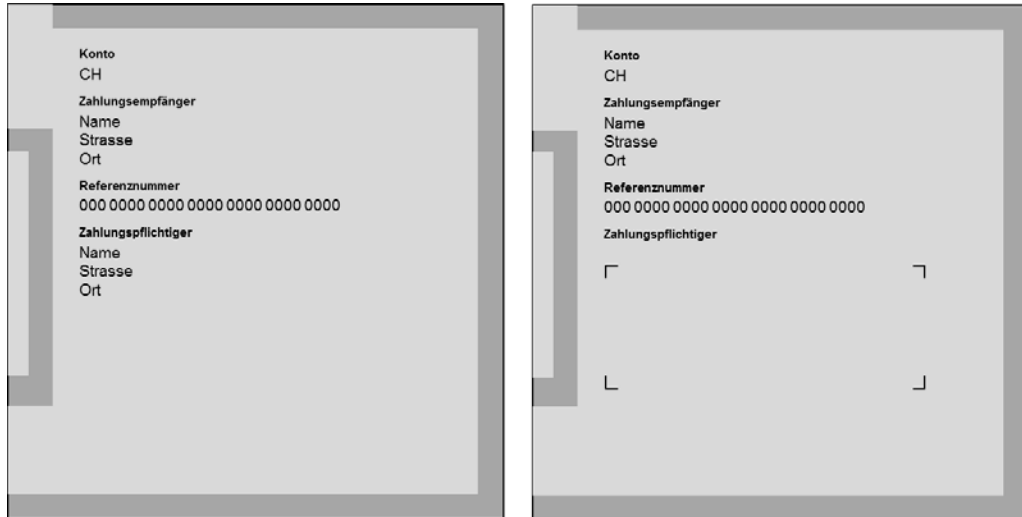 Konto
CH
Zahlungsempfänger
Name
Strasse
Ort
Referenznummer
000 0000 0000 0000 0000 0000 0000
Zahlungspflichtiger
Name
Strasse
Ort
Konto
CH
Zahlungsempfänger
Name
Strasse
Ort
Referenznummer
000 0000 0000 0000 0000 0000 0000
Zahlungspflichtiger